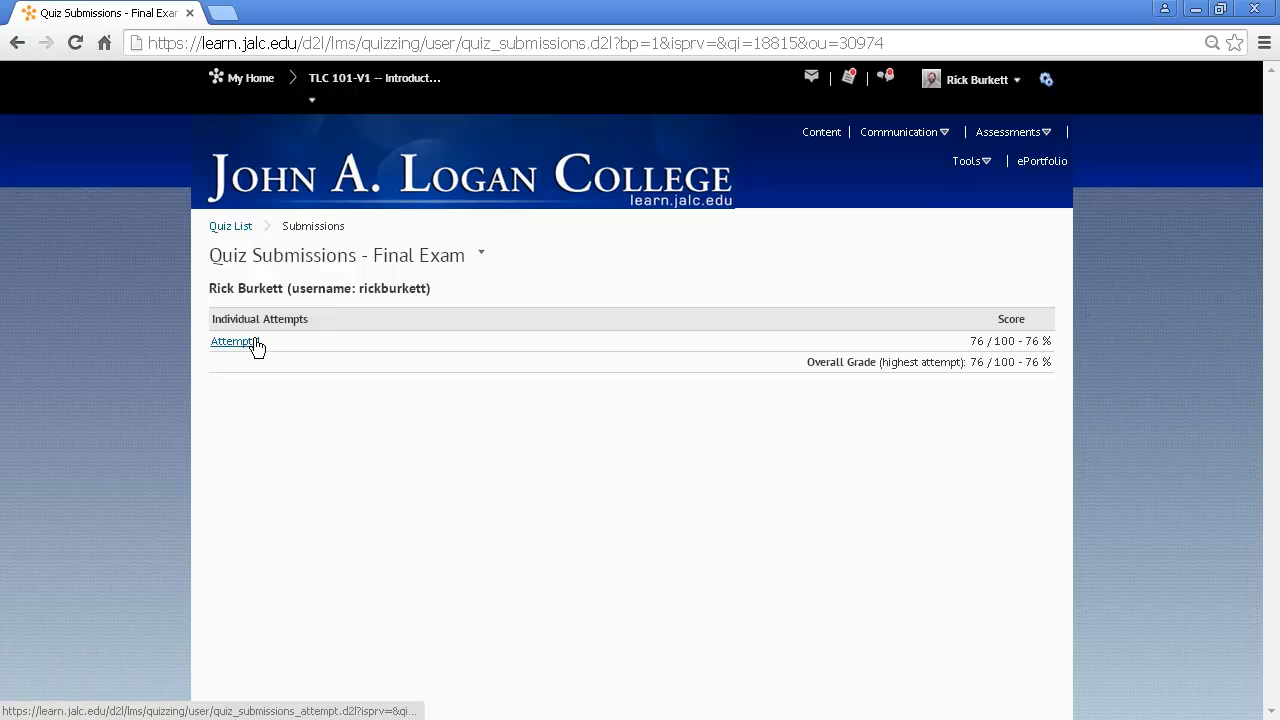 Quiz Submissions - Final Exar
https://learn.jalc.edu/d2l/lms/quizzing/user/quiz_submissions.d2l?bp=1&isprv=&qi=18815&ou=30974
My Home
TLC 101-V1 -- Introduct...
Rick Burkett
Content
Communication
Assessments
Tools
ePortfolio
JOHN A. LOGAN COLLEGE
learn.jalc.edu
Quiz List
Submissions
Quiz Submissions - Final Exam
Rick Burkett (username: rickburkett)
Individual Attempts Score
Attempt 76 / 100 - 76 %
Overall Grade (highest attempt): 76 / 100 - 76 %
https://learn.jalc.edu/d2l/lms/quizzing/user/quiz_submissions_attempt.d2l?isprv=&qi...